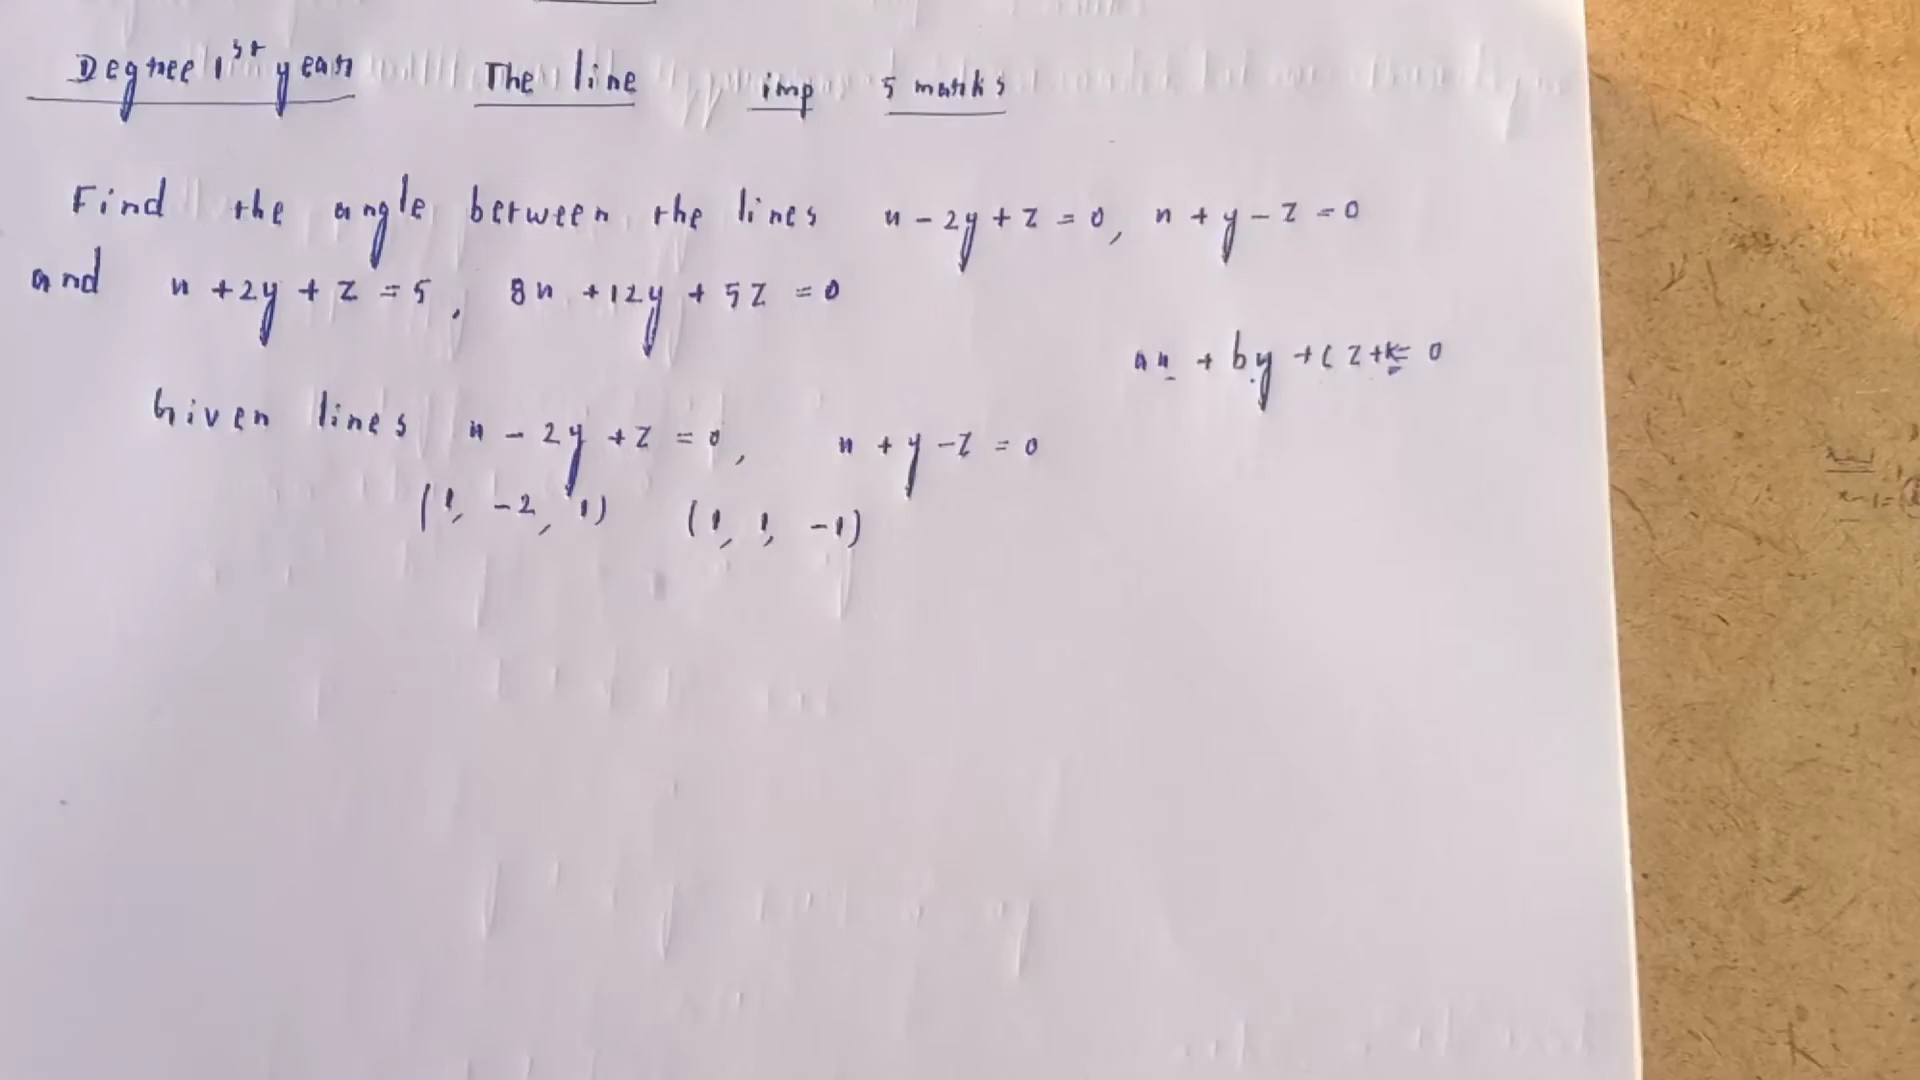 Degree 1st year The line imp 5 marks
Find the angle between the lines x - 2y + z = 0, x + y - z = 0
and x + 2y + z = 5, 8x + 12y + 5z = 0
ax + by + cz + k = 0
Given lines x - 2y + z = 0, x + y - z = 0
(1, -2, 1) (1, 1, -1)